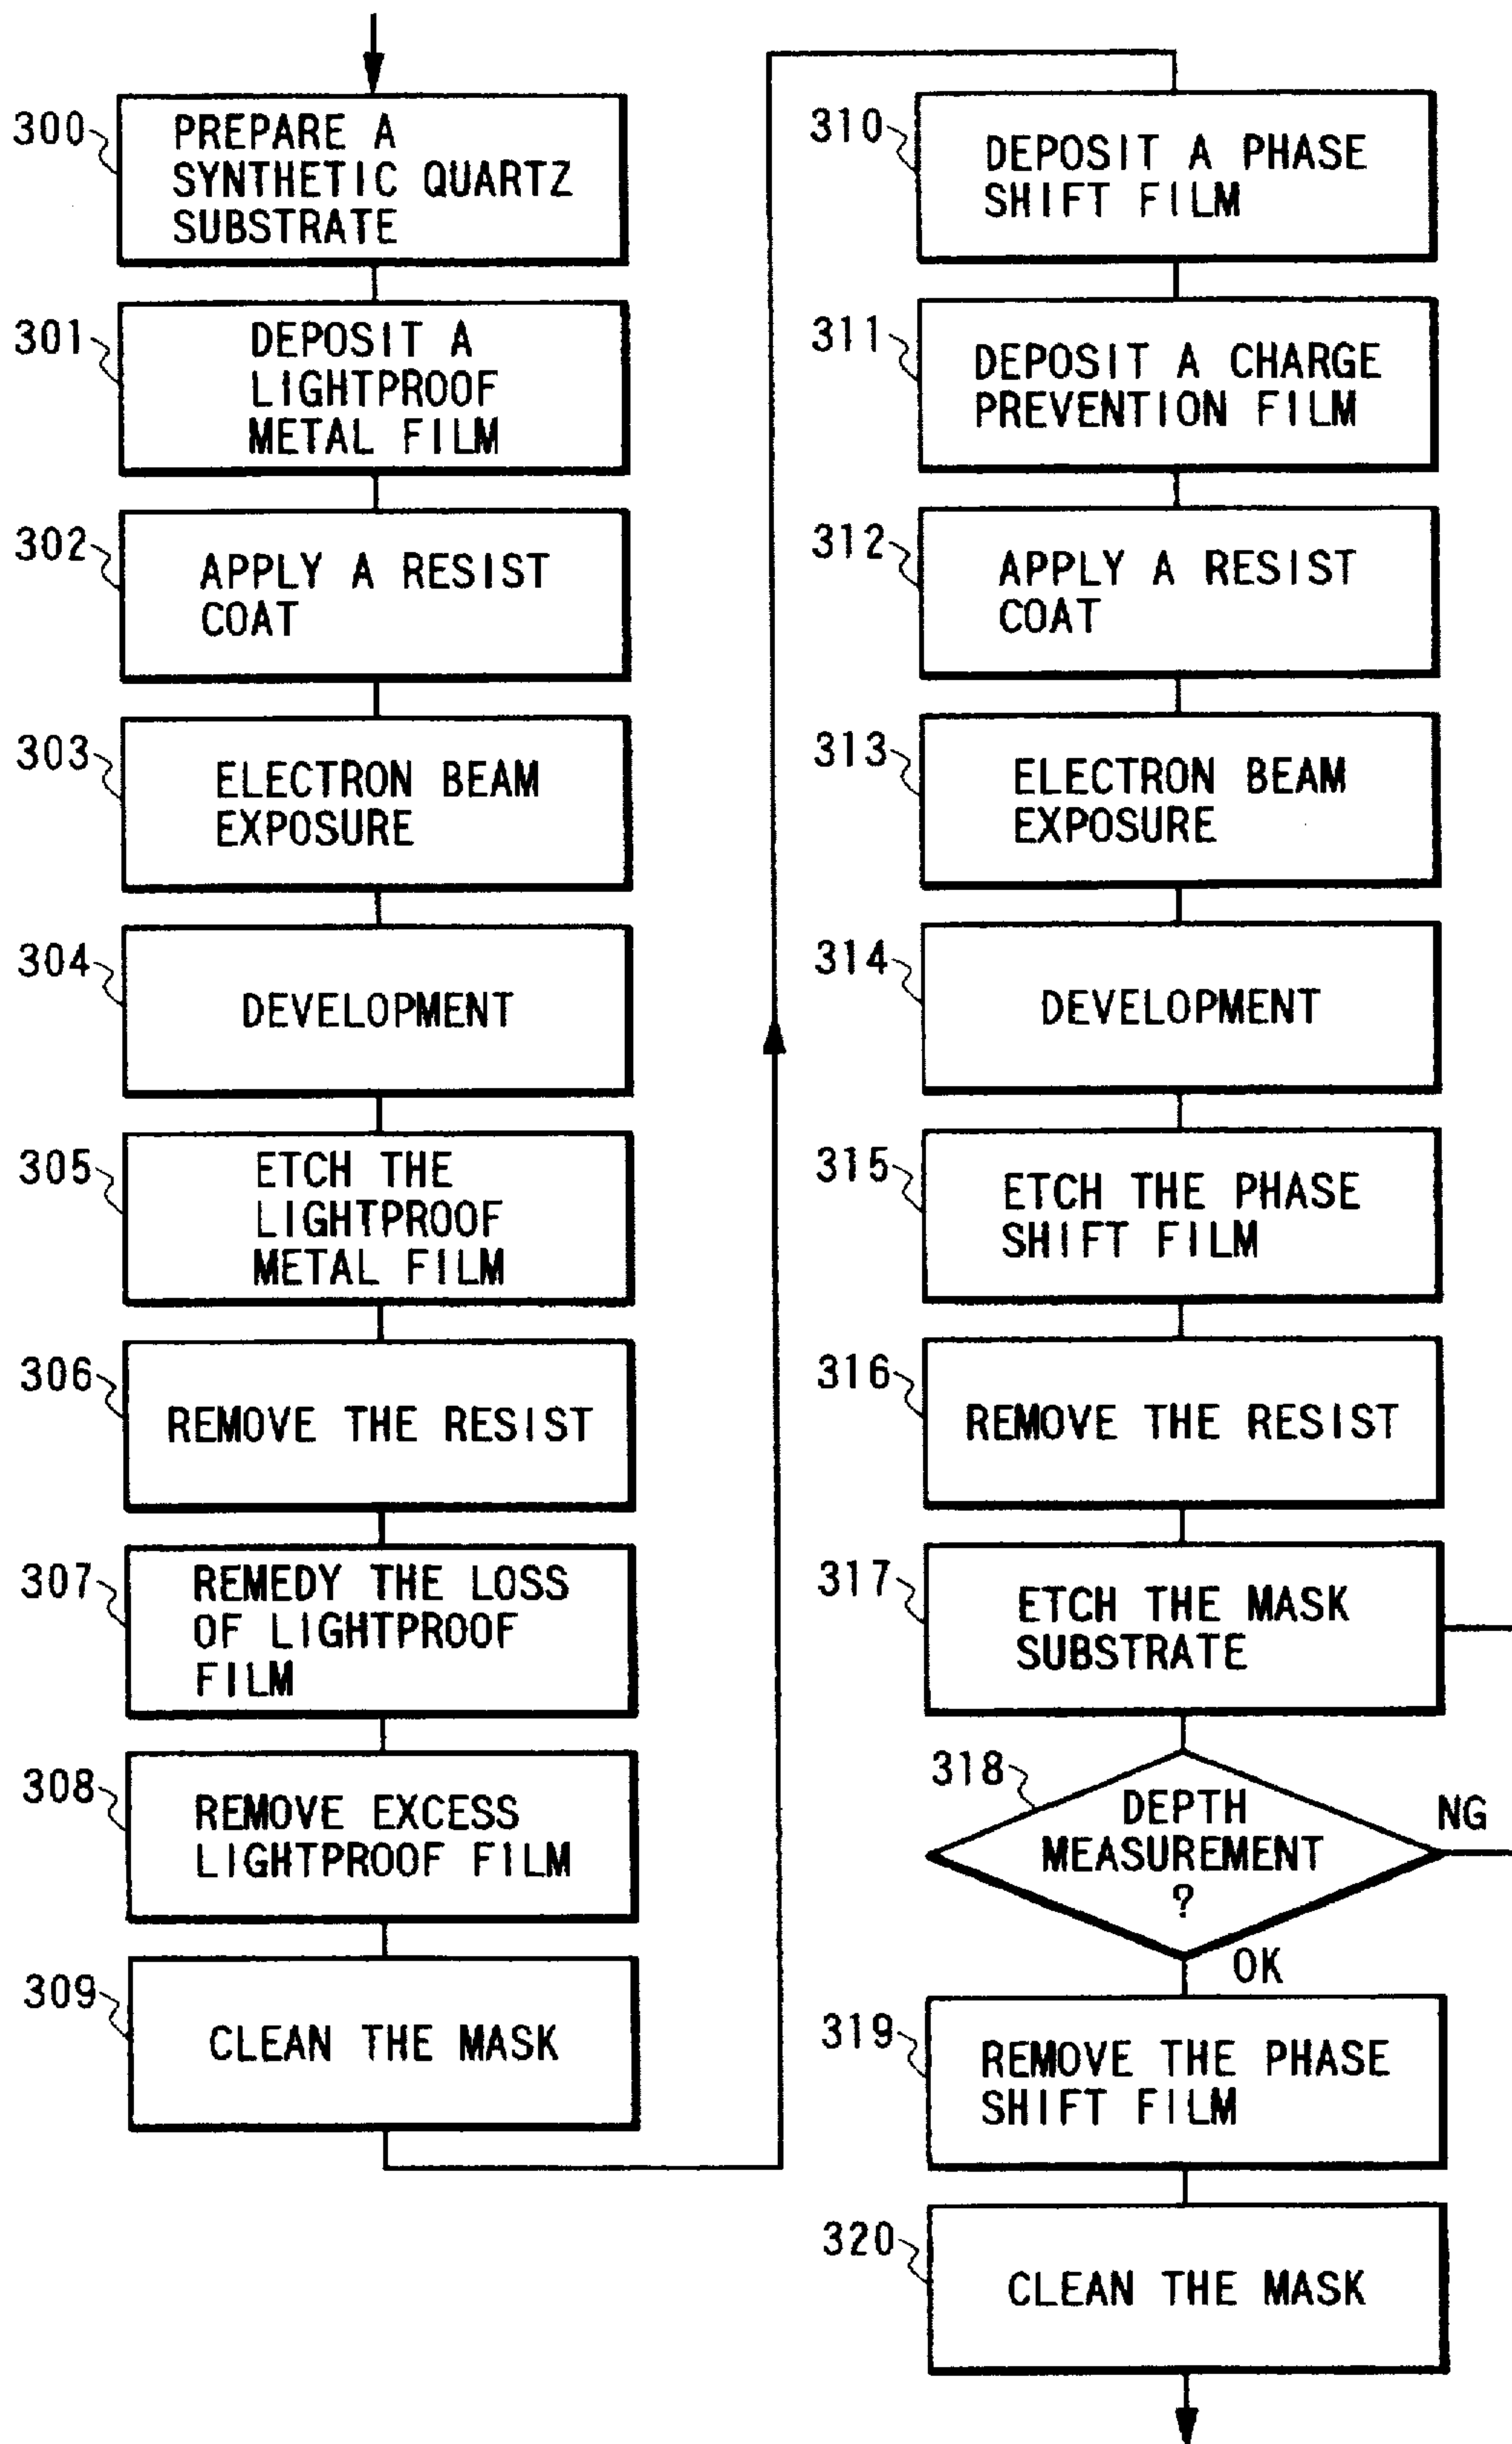 300
PREPARE A
SYNTHETIC QUARTZ
SUBSTRATE
301
DEPOSIT A
LIGHTPROOF
METAL FILM
302
APPLY A RESIST
COAT
303
ELECTRON BEAM
EXPOSURE
304
DEVELOPMENT
305
ETCH THE
LIGHTPROOF
METAL FILM
306
REMOVE THE RESIST
307
REMEDY THE LOSS
OF LIGHTPROOF
FILM
308
REMOVE EXCESS
LIGHTPROOF FILM
309
CLEAN THE MASK
310
DEPOSIT A PHASE
SHIFT FILM
311
DEPOSIT A CHARGE
PREVENTION FILM
312
APPLY A RESIST
COAT
313
ELECTRON BEAM
EXPOSURE
314
DEVELOPMENT
315
ETCH THE PHASE
SHIFT FILM
316
REMOVE THE RESIST
317
ETCH THE MASK
SUBSTRATE
318
DEPTH
MEASUREMENT
?
NG
OK
319
REMOVE THE PHASE
SHIFT FILM
320
CLEAN THE MASK